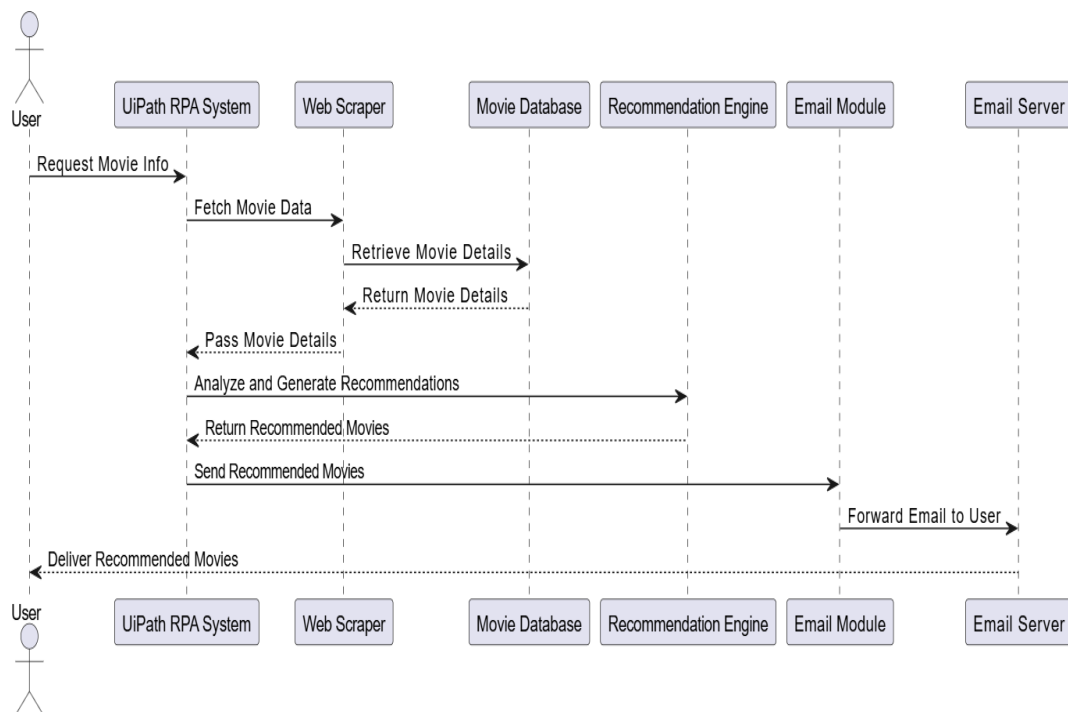 User
UiPath RPA System
Web Scraper
Movie Database
Recommendation Engine
Email Module
Email Server
Request Movie Info
Fetch Movie Data
Retrieve Movie Details
Return Movie Details
Pass Movie Details
Analyze and Generate Recommendations
Return Recommended Movies
Send Recommended Movies
Forward Email to User
Deliver Recommended Movies
User
UiPath RPA System
Web Scraper
Movie Database
Recommendation Engine
Email Module
Email Server